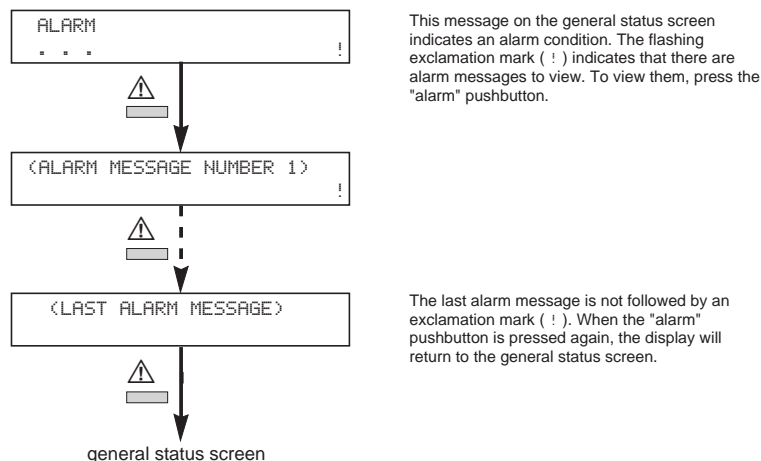 ALARM
. . . !
This message on the general status screen
indicates an alarm condition. The flashing
exclamation mark ( ! ) indicates that there are
alarm messages to view. To view them, press the
"alarm" pushbutton.
(ALARM MESSAGE NUMBER 1)
!
(LAST ALARM MESSAGE)
The last alarm message is not followed by an
exclamation mark ( ! ). When the "alarm"
pushbutton is pressed again, the display will
return to the general status screen.
general status screen